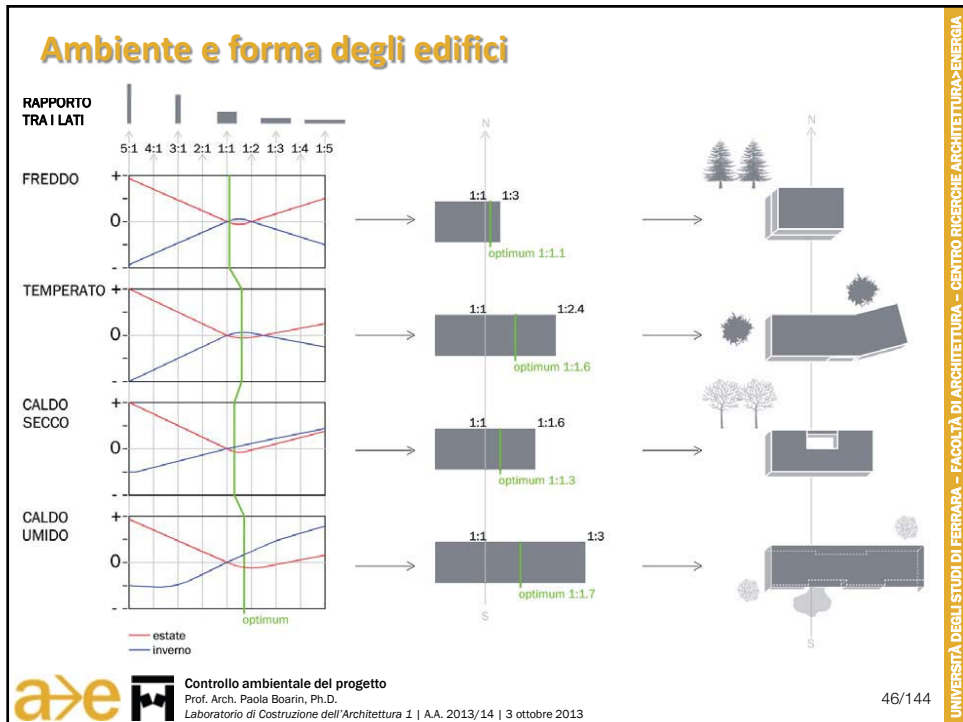 Ambiente e forma degli edifici
RAPPORTO
TRA I LATI
5:1 4:1 3:1 2:1 1:1 1:2 1:3 1:4 1:5
FREDDO
+
0
-
TEMPERATO
+
0
-
CALDO
SECCO
+
0
-
CALDO
UMIDO
+
0
-
optimum
estate
inverno
N
1:1 1:3
optimum 1:1.1
1:1 1:2.4
optimum 1:1.6
1:1 1:1.6
optimum 1:1.3
1:1 1:3
optimum 1:1.7
S
N
S
a>e
Controllo ambientale del progetto
Prof. Arch. Paola Boarin, Ph.D.
Laboratorio di Costruzione dell'Architettura 1 | A.A. 2013/14 | 3 ottobre 2013
46/144
UNIVERSITÀ DEGLI STUDI DI FERRARA – FACOLTÀ DI ARCHITETTURA – CENTRO RICERCHE ARCHITETTURA>ENERGIA